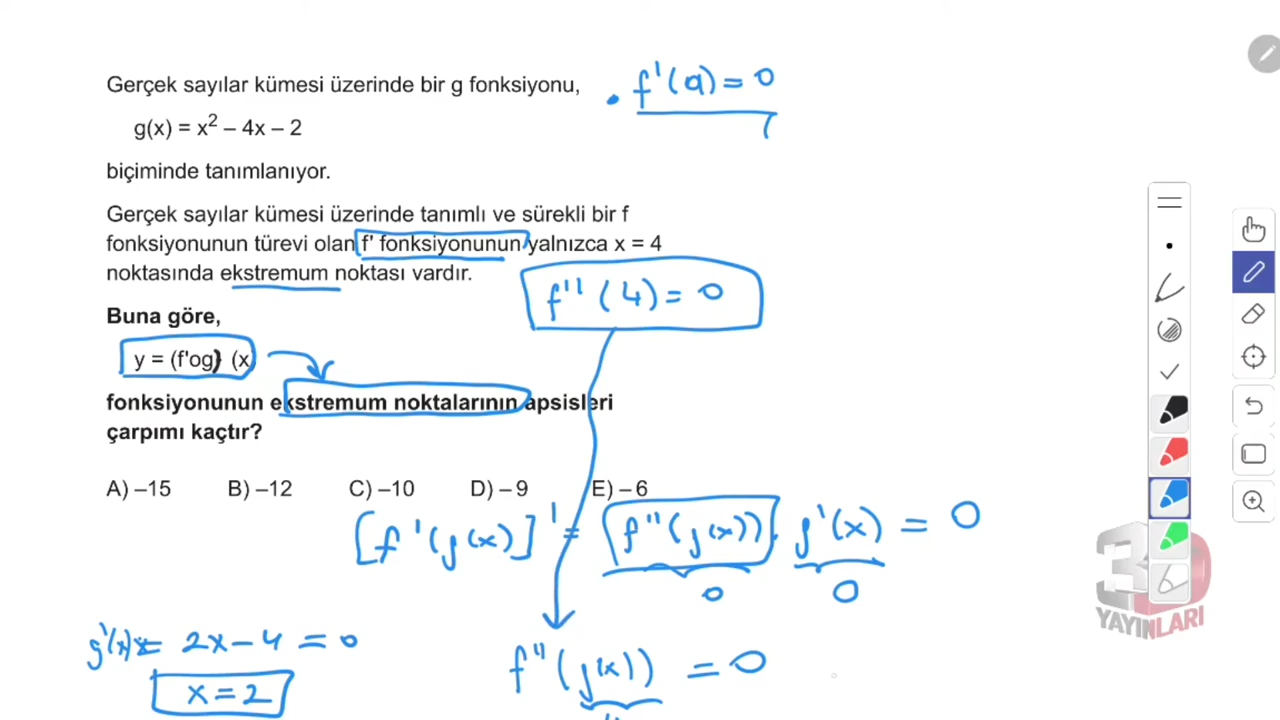 Gerçek sayılar kümesi üzerinde bir g fonksiyonu,
• f'(a) = 0
g(x) = x² – 4x – 2
biçiminde tanımlanıyor.
Gerçek sayılar kümesi üzerinde tanımlı ve sürekli bir f
fonksiyonunun türevi olan f' fonksiyonunun yalnızca x = 4
noktasında ekstremum noktası vardır.
f''(4) = 0
Buna göre,
y = (f'og) (x)
fonksiyonunun ekstremum noktalarının apsisleri
çarpımı kaçtır?
A) –15 B) –12 C) –10 D) – 9 E) – 6
[f'(g(x)]' = f''(g(x)) . g'(x) = 0
0 0
g'(x) = 2x – 4 = 0
f''(g(x)) = 0
x = 2
3D
YAYINLARI